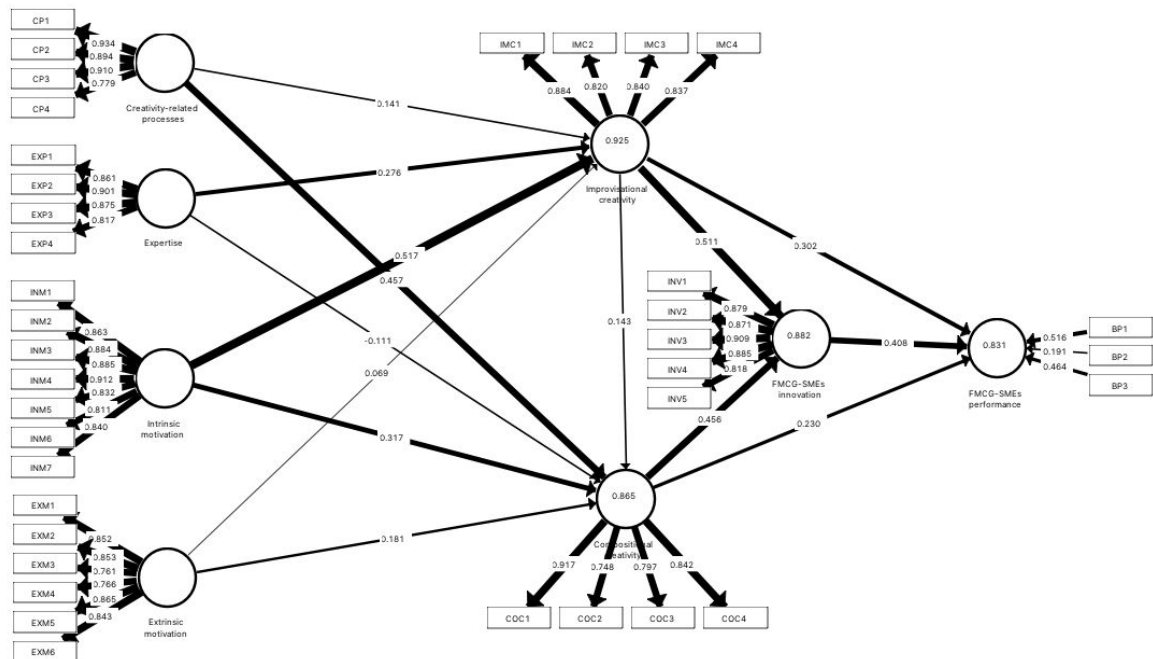 CP1
CP2
CP3
CP4
0.934
0.894
0.910
0.779
Creativity-related
processes
EXP1
EXP2
EXP3
EXP4
0.861
0.901
0.875
0.817
Expertise
INM1
INM2
INM3
INM4
INM5
INM6
INM7
0.863
0.884
0.885
0.912
0.832
0.811
0.840
Intrinsic
motivation
EXM1
EXM2
EXM3
EXM4
EXM5
EXM6
0.852
0.853
0.761
0.766
0.865
0.843
Extrinsic
motivation
0.141
0.276
0.517
0.457
-0.111
0.069
0.317
0.181
IMC1
IMC2
IMC3
IMC4
0.884
0.820
0.840
0.837
0.925
Improvisational
creativity
0.511
0.302
0.143
INV1
INV2
INV3
INV4
INV5
0.879
0.871
0.909
0.885
0.818
0.882
FMCG-SMEs
innovation
0.408
0.456
0.230
0.831
FMCG-SMEs
performance
0.516
0.191
0.464
BP1
BP2
BP3
0.865
Compositional
creativity
0.917
0.748
0.797
0.842
COC1
COC2
COC3
COC4